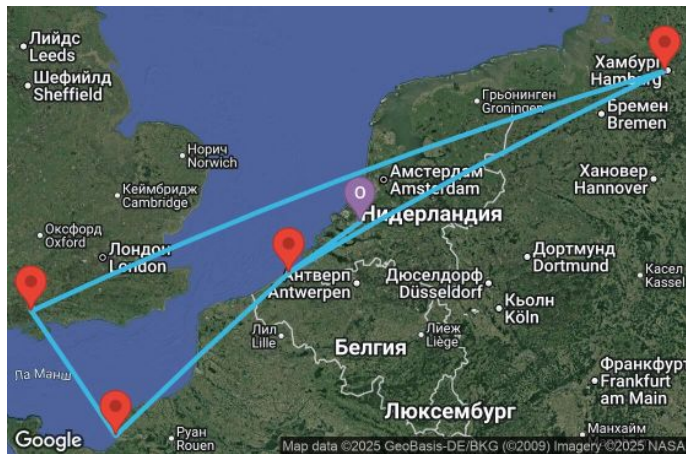 Лийдс
Leeds
Шефийлд
Sheffield
Хамбург
Hamburg
Грьонинген
Groningen
Бремен
Bremen
Норич
Norwich
Амстердам
Amsterdam
Хановер
Hannover
Кеймбридж
Cambridge
O
Нидерландия
Оксфорд
Oxford
Лондон
London
Дортмунд
Dortmund
Антверп
Antwerpen
Дюселдорф
Düsseldorf
Касел
Kassel
Кьолн
Köln
Лил
Lille
Лиеж
Liège
Белгия
Ла Манш
Франкфурт
Frankfurt
am Main
Люксембург
Руан
Rouen
Манхайм
Google
Map data ©2025 GeoBasis-DE/BKG (©2009) Imagery ©2025 NASA